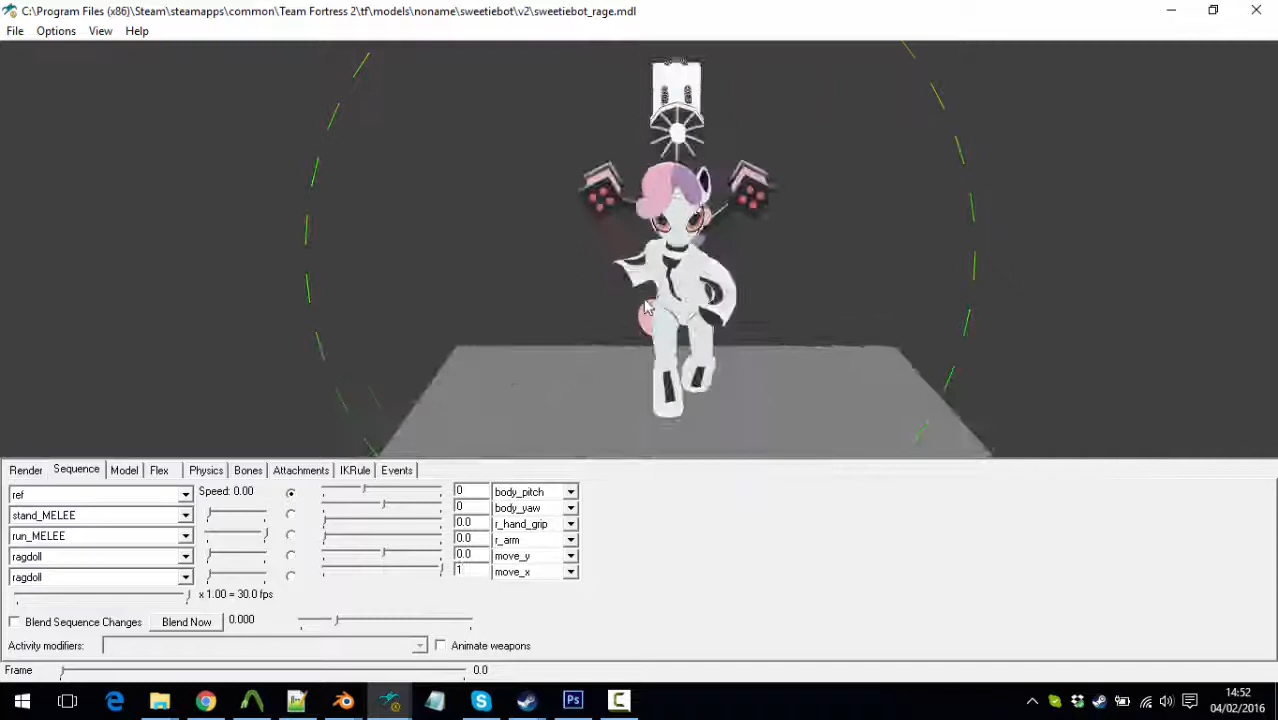 C:\Program Files (x86)\Steam\steamapps\common\Team Fortress 2\tf\models\noname\sweetiebot\v2\sweetiebot_rage.mdl
File Options View Help
Render Sequence Model Flex Physics Bones Attachments IKRule Events
ref Speed: 0.00 0 body_pitch
stand_MELEE 0 body_yaw
0.0 r_hand_grip
run_MELEE 0.0 r_arm
ragdoll 0.0 move_y
ragdoll 1 move_x
x 1.00 = 30.0 fps
Blend Sequence Changes Blend Now 0.000
Activity modifiers: Animate weapons
Frame 0.0
Ps
14:52
04/02/2016